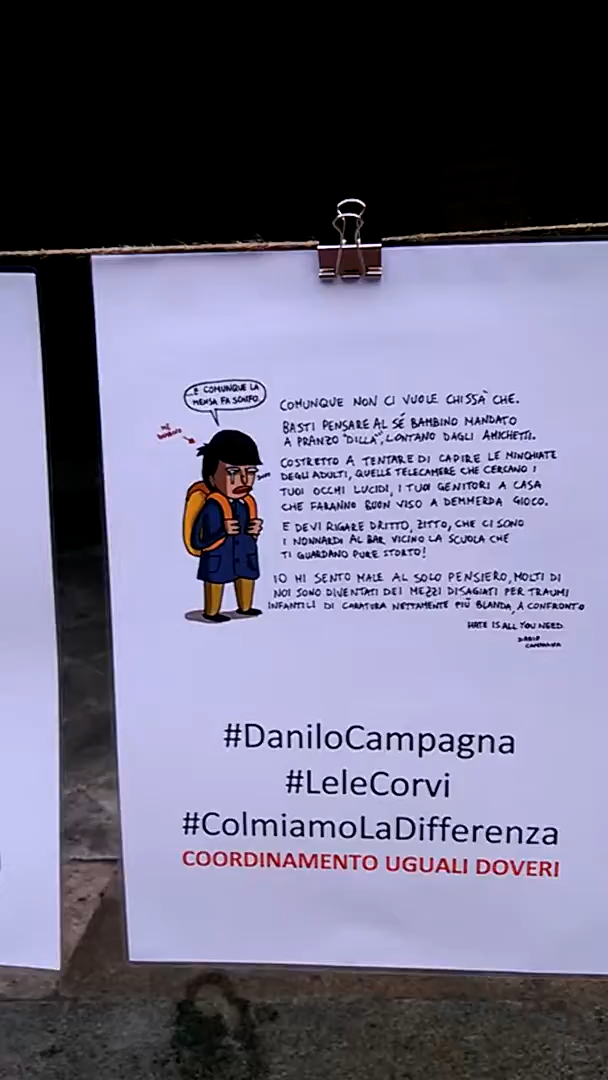 ...E COMUNQUE LA
MENSA FA SCHIFO.
COMUNQUE NON CI VUOLE CHISSÀ CHE.
BASTI PENSARE AL SÉ BAMBINO MANDATO
A PRANZO "DILLÀ", LONTANO DAGLI AMICHETTI.
COSTRETTO A TENTARE DI CAPIRE LE MINCHIATE
DEGLI ADULTI, QUELLE TELECAMERE CHE CERCANO I
TUOI OCCHI LUCIDI, I TUOI GENITORI A CASA
CHE FARANNO BUON VISO A DEMMERDA GIOCO.
E DEVI RIGARE DRITTO, ZITTO, CHE CI SONO
I NONNARDI AL BAR VICINO LA SCUOLA CHE
TI GUARDANO PURE STORTO!
IO MI SENTO MALE AL SOLO PENSIERO, MOLTI DI
NOI SONO DIVENTATI DEI MEZZI DISAGIATI PER TRAUMI
INFANTILI DI CARATURA NETTAMENTE PIÙ BLANDA, A CONFRONTO
HATE IS ALL YOU NEED
CAMPAGNA
#DaniloCampagna
#LeleCorvi
#ColmiamoLaDifferenza
COORDINAMENTO UGUALI DOVERI